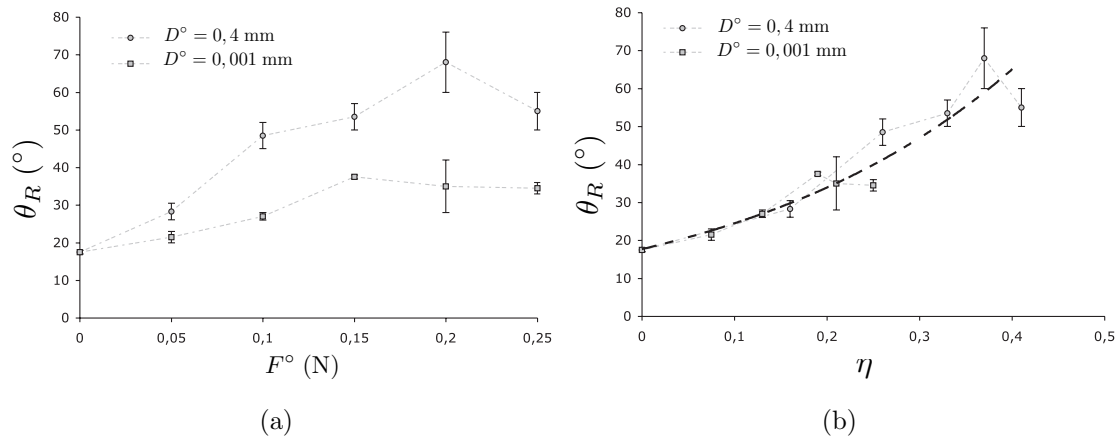 80
70
60
50
40
30
20
10
0
θ_R (°)
D° = 0, 4 mm
D° = 0, 001 mm
0 0,05 0,1 0,15 0,2 0,25
F° (N)
(a)
80
70
60
50
40
30
20
10
0
θ_R (°)
D° = 0, 4 mm
D° = 0, 001 mm
0 0,1 0,2 0,3 0,4 0,5
η
(b)